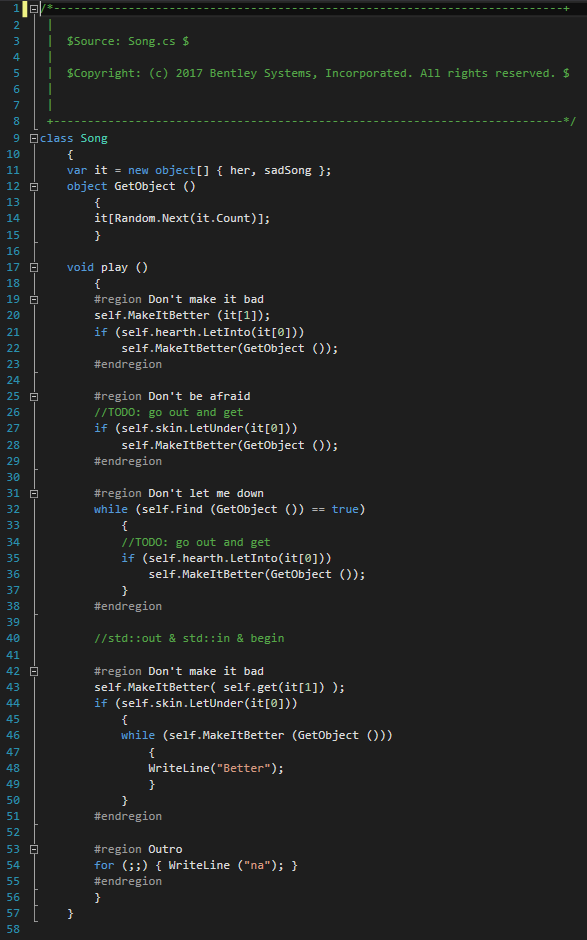 1 /*---------------------------------------------------------------------------+
2 |
3 | $Source: Song.cs $
4 |
5 | $Copyright: (c) 2017 Bentley Systems, Incorporated. All rights reserved. $
6 |
7 |
8 +---------------------------------------------------------------------------*/
9 class Song
10 {
11 var it = new object[] { her, sadSong };
12 object GetObject ()
13 {
14 it[Random.Next(it.Count)];
15 }
16
17 void play ()
18 {
19 #region Don't make it bad
20 self.MakeItBetter (it[1]);
21 if (self.hearth.LetInto(it[0]))
22 self.MakeItBetter(GetObject ());
23 #endregion
24
25 #region Don't be afraid
26 //TODO: go out and get
27 if (self.skin.LetUnder(it[0]))
28 self.MakeItBetter(GetObject ());
29 #endregion
30
31 #region Don't let me down
32 while (self.Find (GetObject ()) == true)
33 {
34 //TODO: go out and get
35 if (self.hearth.LetInto(it[0]))
36 self.MakeItBetter(GetObject ());
37 }
38 #endregion
39
40 //std::out & std::in & begin
41
42 #region Don't make it bad
43 self.MakeItBetter( self.get(it[1]) );
44 if (self.skin.LetUnder(it[0]))
45 {
46 while (self.MakeItBetter (GetObject ()))
47 {
48 WriteLine("Better");
49 }
50 }
51 #endregion
52
53 #region Outro
54 for (;;) { WriteLine ("na"); }
55 #endregion
56 }
57 }
58